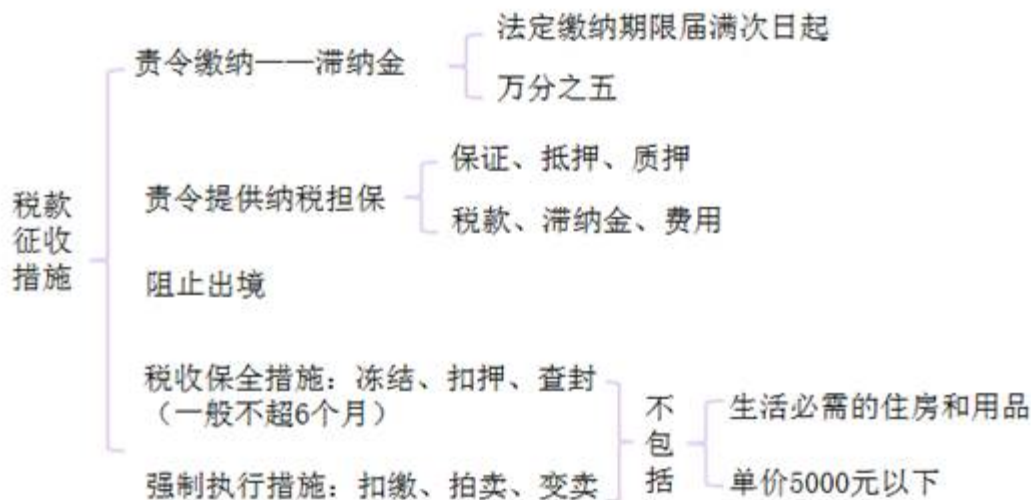 税款
征收
措施
责令缴纳——滞纳金
法定缴纳期限届满次日起
万分之五
责令提供纳税担保
保证、抵押、质押
税款、滞纳金、费用
阻止出境
税收保全措施：冻结、扣押、查封
（一般不超6个月）
强制执行措施：扣缴、拍卖、变卖
不
包
括
生活必需的住房和用品
单价5000元以下